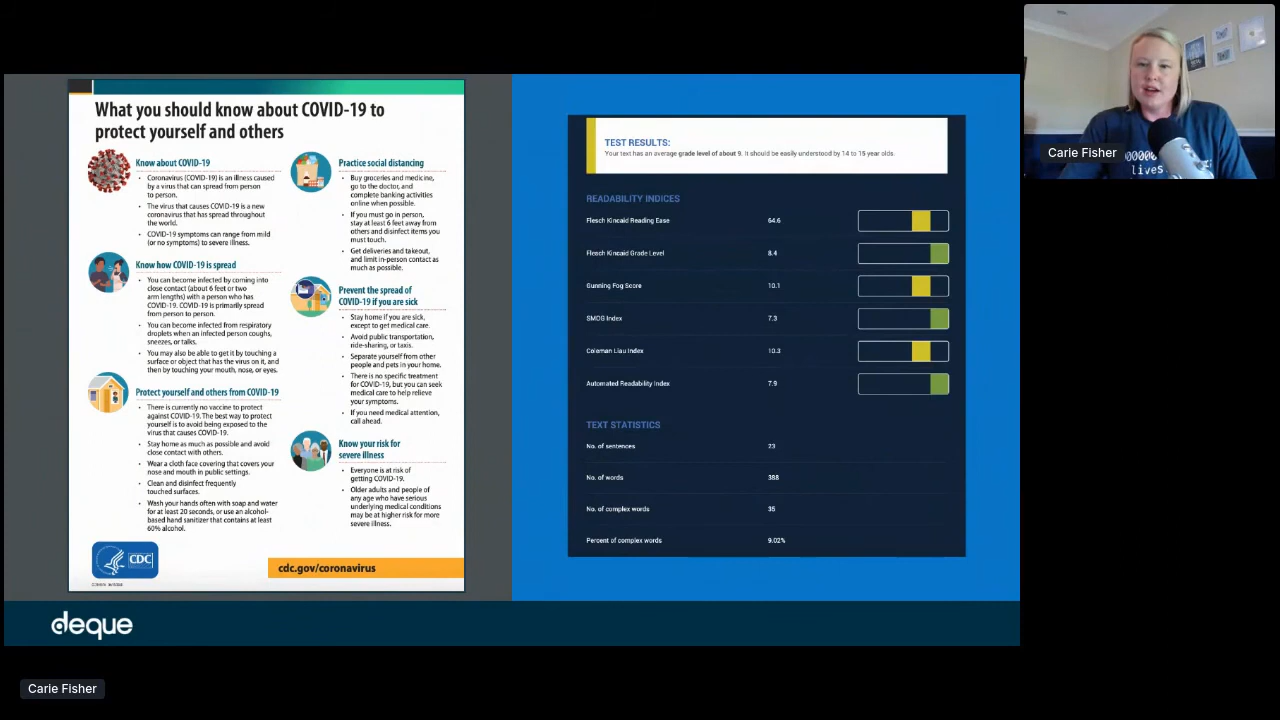 What you should know about COVID-19 to
protect yourself and others
Know about COVID-19
• Coronavirus (COVID-19) is an illness caused
by a virus that can spread from person
to person.
• The virus that causes COVID-19 is a new
coronavirus that has spread throughout
the world.
• COVID-19 symptoms can range from mild
(or no symptoms) to severe illness.
Know how COVID-19 is spread
• You can become infected by coming into
close contact (about 6 feet or two
arm lengths) with a person who has
COVID-19. COVID-19 is primarily spread
from person to person.
• You can become infected from respiratory
droplets when an infected person coughs,
sneezes, or talks.
• You may also be able to get it by touching a
surface or object that has the virus on it, and
then by touching your mouth, nose, or eyes.
Protect yourself and others from COVID-19
• There is currently no vaccine to protect
against COVID-19. The best way to protect
yourself is to avoid being exposed to the
virus that causes COVID-19.
• Stay home as much as possible and avoid
close contact with others.
• Wear a cloth face covering that covers your
nose and mouth in public settings.
• Clean and disinfect frequently
touched surfaces.
• Wash your hands often with soap and water
for at least 20 seconds, or use an alcohol-
based hand sanitizer that contains at least
60% alcohol.
Practice social distancing
• Buy groceries and medicine,
go to the doctor, and
complete banking activities
online when possible.
• If you must go in person,
stay at least 6 feet away from
others and disinfect items you
must touch.
• Get deliveries and takeout,
and limit in-person contact as
much as possible.
Prevent the spread of
COVID-19 if you are sick
• Stay home if you are sick,
except to get medical care.
• Avoid public transportation,
ride-sharing, or taxis.
• Separate yourself from other
people and pets in your home.
• There is no specific treatment
for COVID-19, but you can seek
medical care to help relieve
your symptoms.
• If you need medical attention,
call ahead.
Know your risk for
severe illness
• Everyone is at risk of
getting COVID-19.
• Older adults and people of
any age who have serious
underlying medical conditions
may be at higher risk for more
severe illness.
CDC
cdc.gov/coronavirus
TEST RESULTS:
Your text has an average grade level of about 9. It should be easily understood by 14 to 15 year olds.
READABILITY INDICES
Flesch Kincaid Reading Ease 64.6
Flesch Kincaid Grade Level 8.4
Gunning Fog Score 10.1
SMOG Index 7.3
Coleman Liau Index 10.3
Automated Readability Index 7.9
TEXT STATISTICS
No. of sentences 23
No. of words 388
No. of complex words 35
Percent of complex words 9.02%
deque
Carie Fisher
lives
Carie Fisher